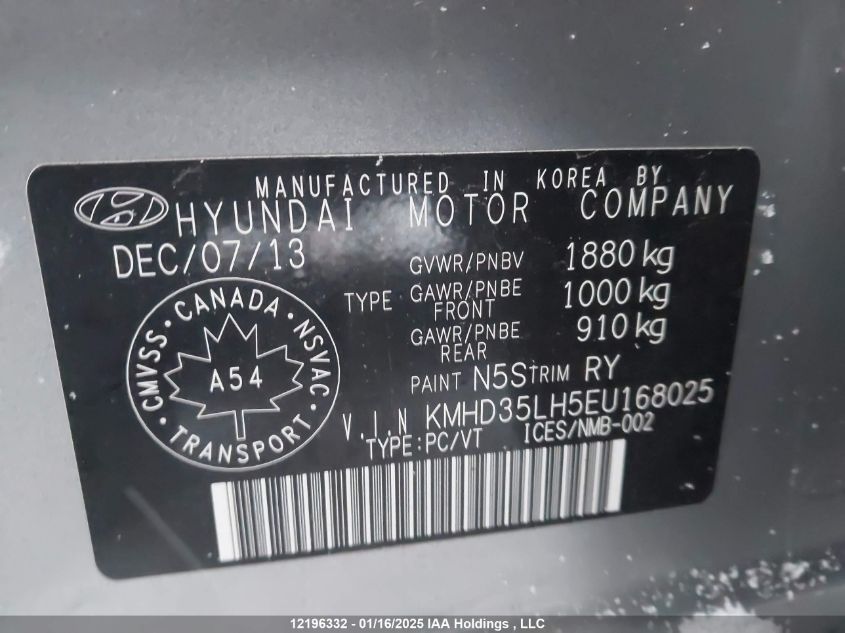 MANUFACTURED IN KOREA BY
HYUNDAI MOTOR COMPANY
DEC/07/13
GVWR/PNBV 1880 kg
TYPE GAWR/PNBE FRONT 1000 kg
GAWR/PNBE REAR 910 kg
PAINT N5S TRIM RY
V.I.N KMHD35LH5EU168025
TYPE:PC/VT ICES/NMB-002
CMVSS · CANADA · NSVAC · TRANSPORT ·
A54
12196332 - 01/16/2025 IAA Holdings , LLC